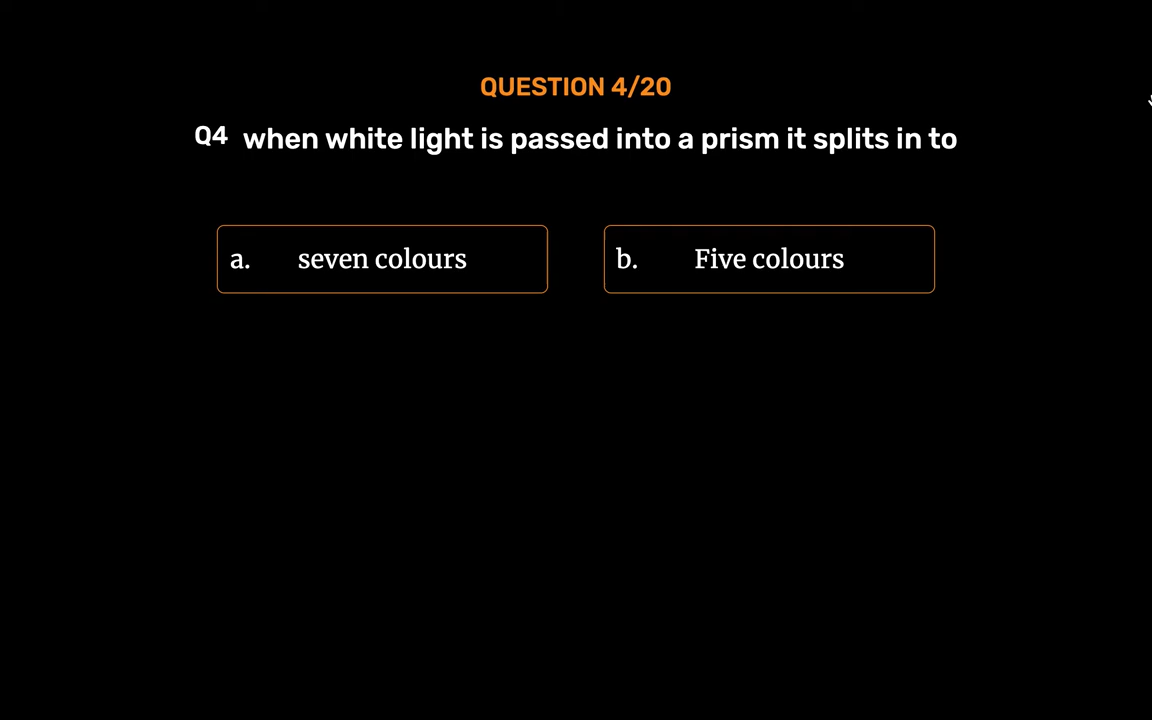 QUESTION 4/20
Q4 when white light is passed into a prism it splits in to
a. seven colours
b. Five colours